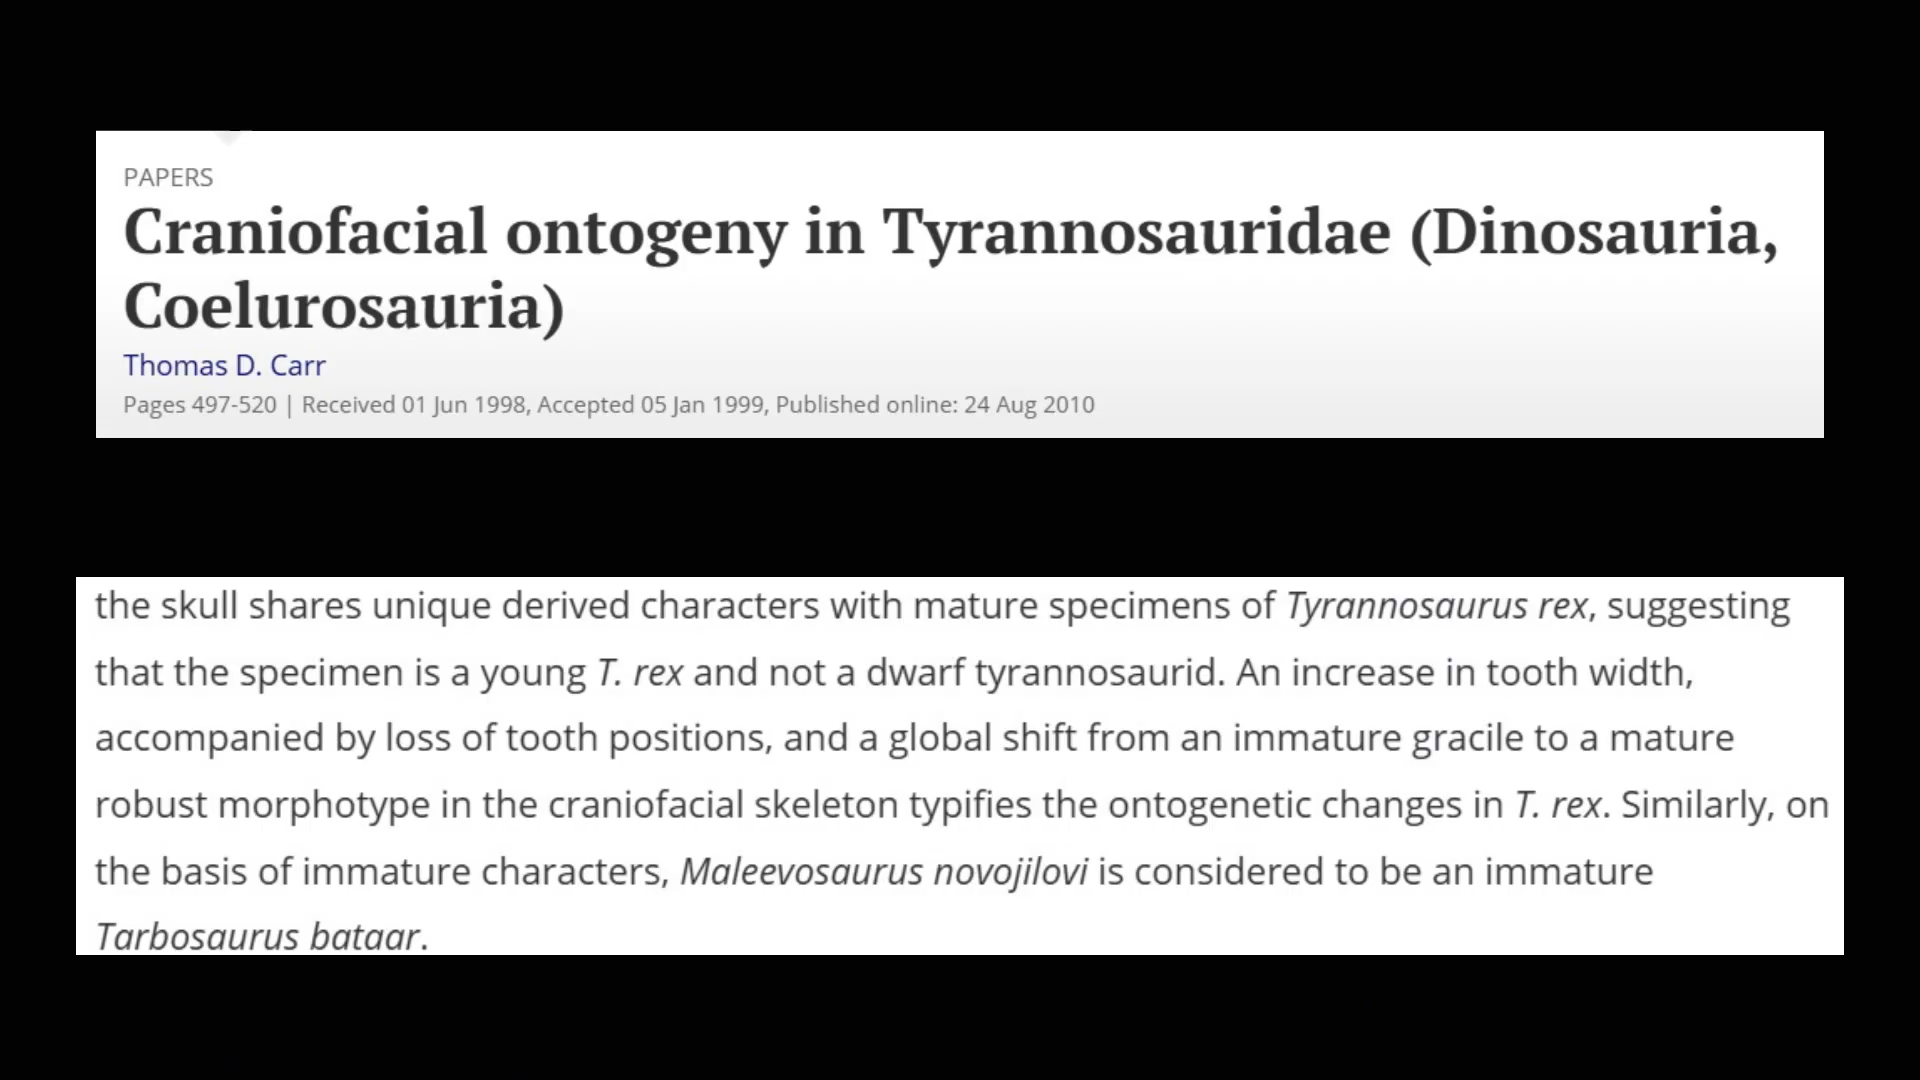 PAPERS
Craniofacial ontogeny in Tyrannosauridae (Dinosauria,
Coelurosauria)
Thomas D. Carr
Pages 497-520 | Received 01 Jun 1998, Accepted 05 Jan 1999, Published online: 24 Aug 2010
the skull shares unique derived characters with mature specimens of Tyrannosaurus rex, suggesting
that the specimen is a young T. rex and not a dwarf tyrannosaurid. An increase in tooth width,
accompanied by loss of tooth positions, and a global shift from an immature gracile to a mature
robust morphotype in the craniofacial skeleton typifies the ontogenetic changes in T. rex. Similarly, on
the basis of immature characters, Maleevosaurus novojilovi is considered to be an immature
Tarbosaurus bataar.